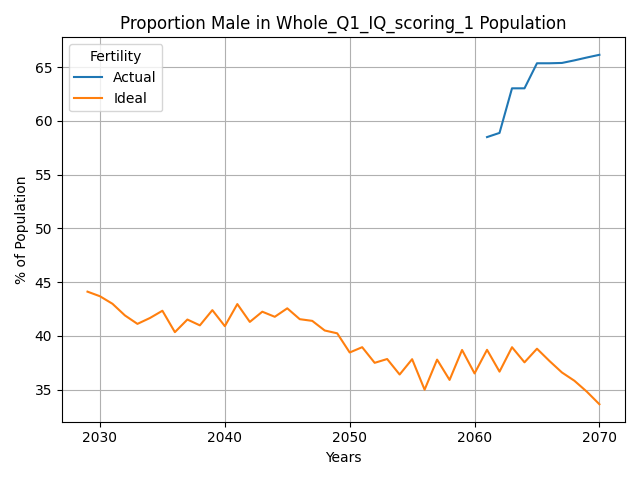 Proportion Male in Whole_Q1_IQ_scoring_1 Population
Fertility
Actual
Ideal
65
60
55
50
45
40
35
% of Population
2030
2040
2050
2060
2070
Years